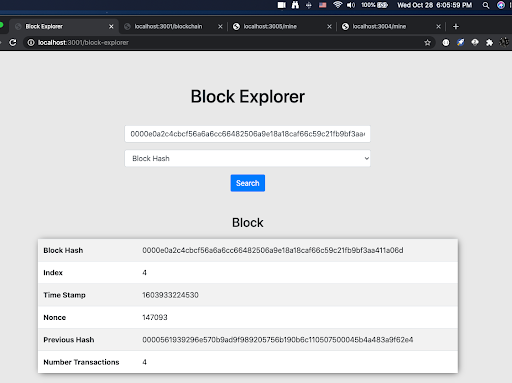 100%
Wed Oct 28 6:05:59 PM
Block Explorer
localhost:3001/blockchain
localhost:3005/mine
localhost:3004/mine
localhost:3001/block-explorer
Block Explorer
0000e0a2c4cbcf56a6a6cc66482506a9e18a18caf66c59c21fb9bf3aa4
Block Hash
Search
Block
Block Hash 0000e0a2c4cbcf56a6a6cc66482506a9e18a18caf66c59c21fb9bf3aa411a06d
Index 4
Time Stamp 1603933224530
Nonce 147093
Previous Hash 0000561939296e570b9ad9f989205756b190b6c110507500045b4a483a9f62e4
Number Transactions 4